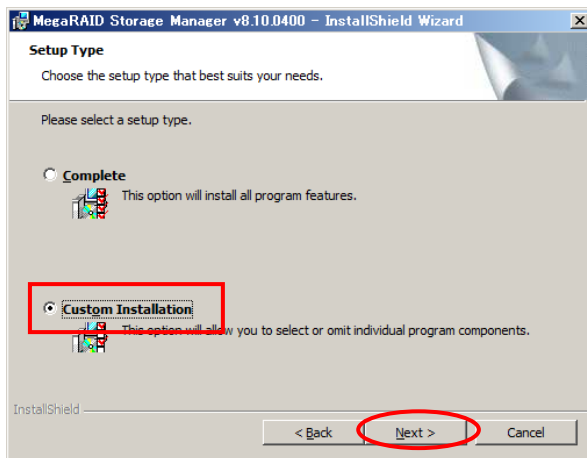 MegaRAID Storage Manager v8.10.0400 - InstallShield Wizard
Setup Type
Choose the setup type that best suits your needs.
Please select a setup type.
Complete
This option will install all program features.
Custom Installation
This option will allow you to select or omit individual program components.
InstallShield
< Back
Next >
Cancel